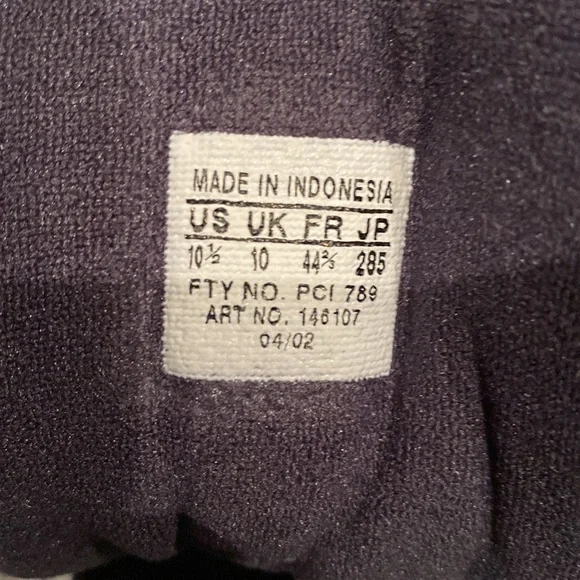 MADE IN INDONESIA
US UK FR JP
10½ 10 44⅔ 285
FTY NO. PCI 789
ART NO. 146107
04/02